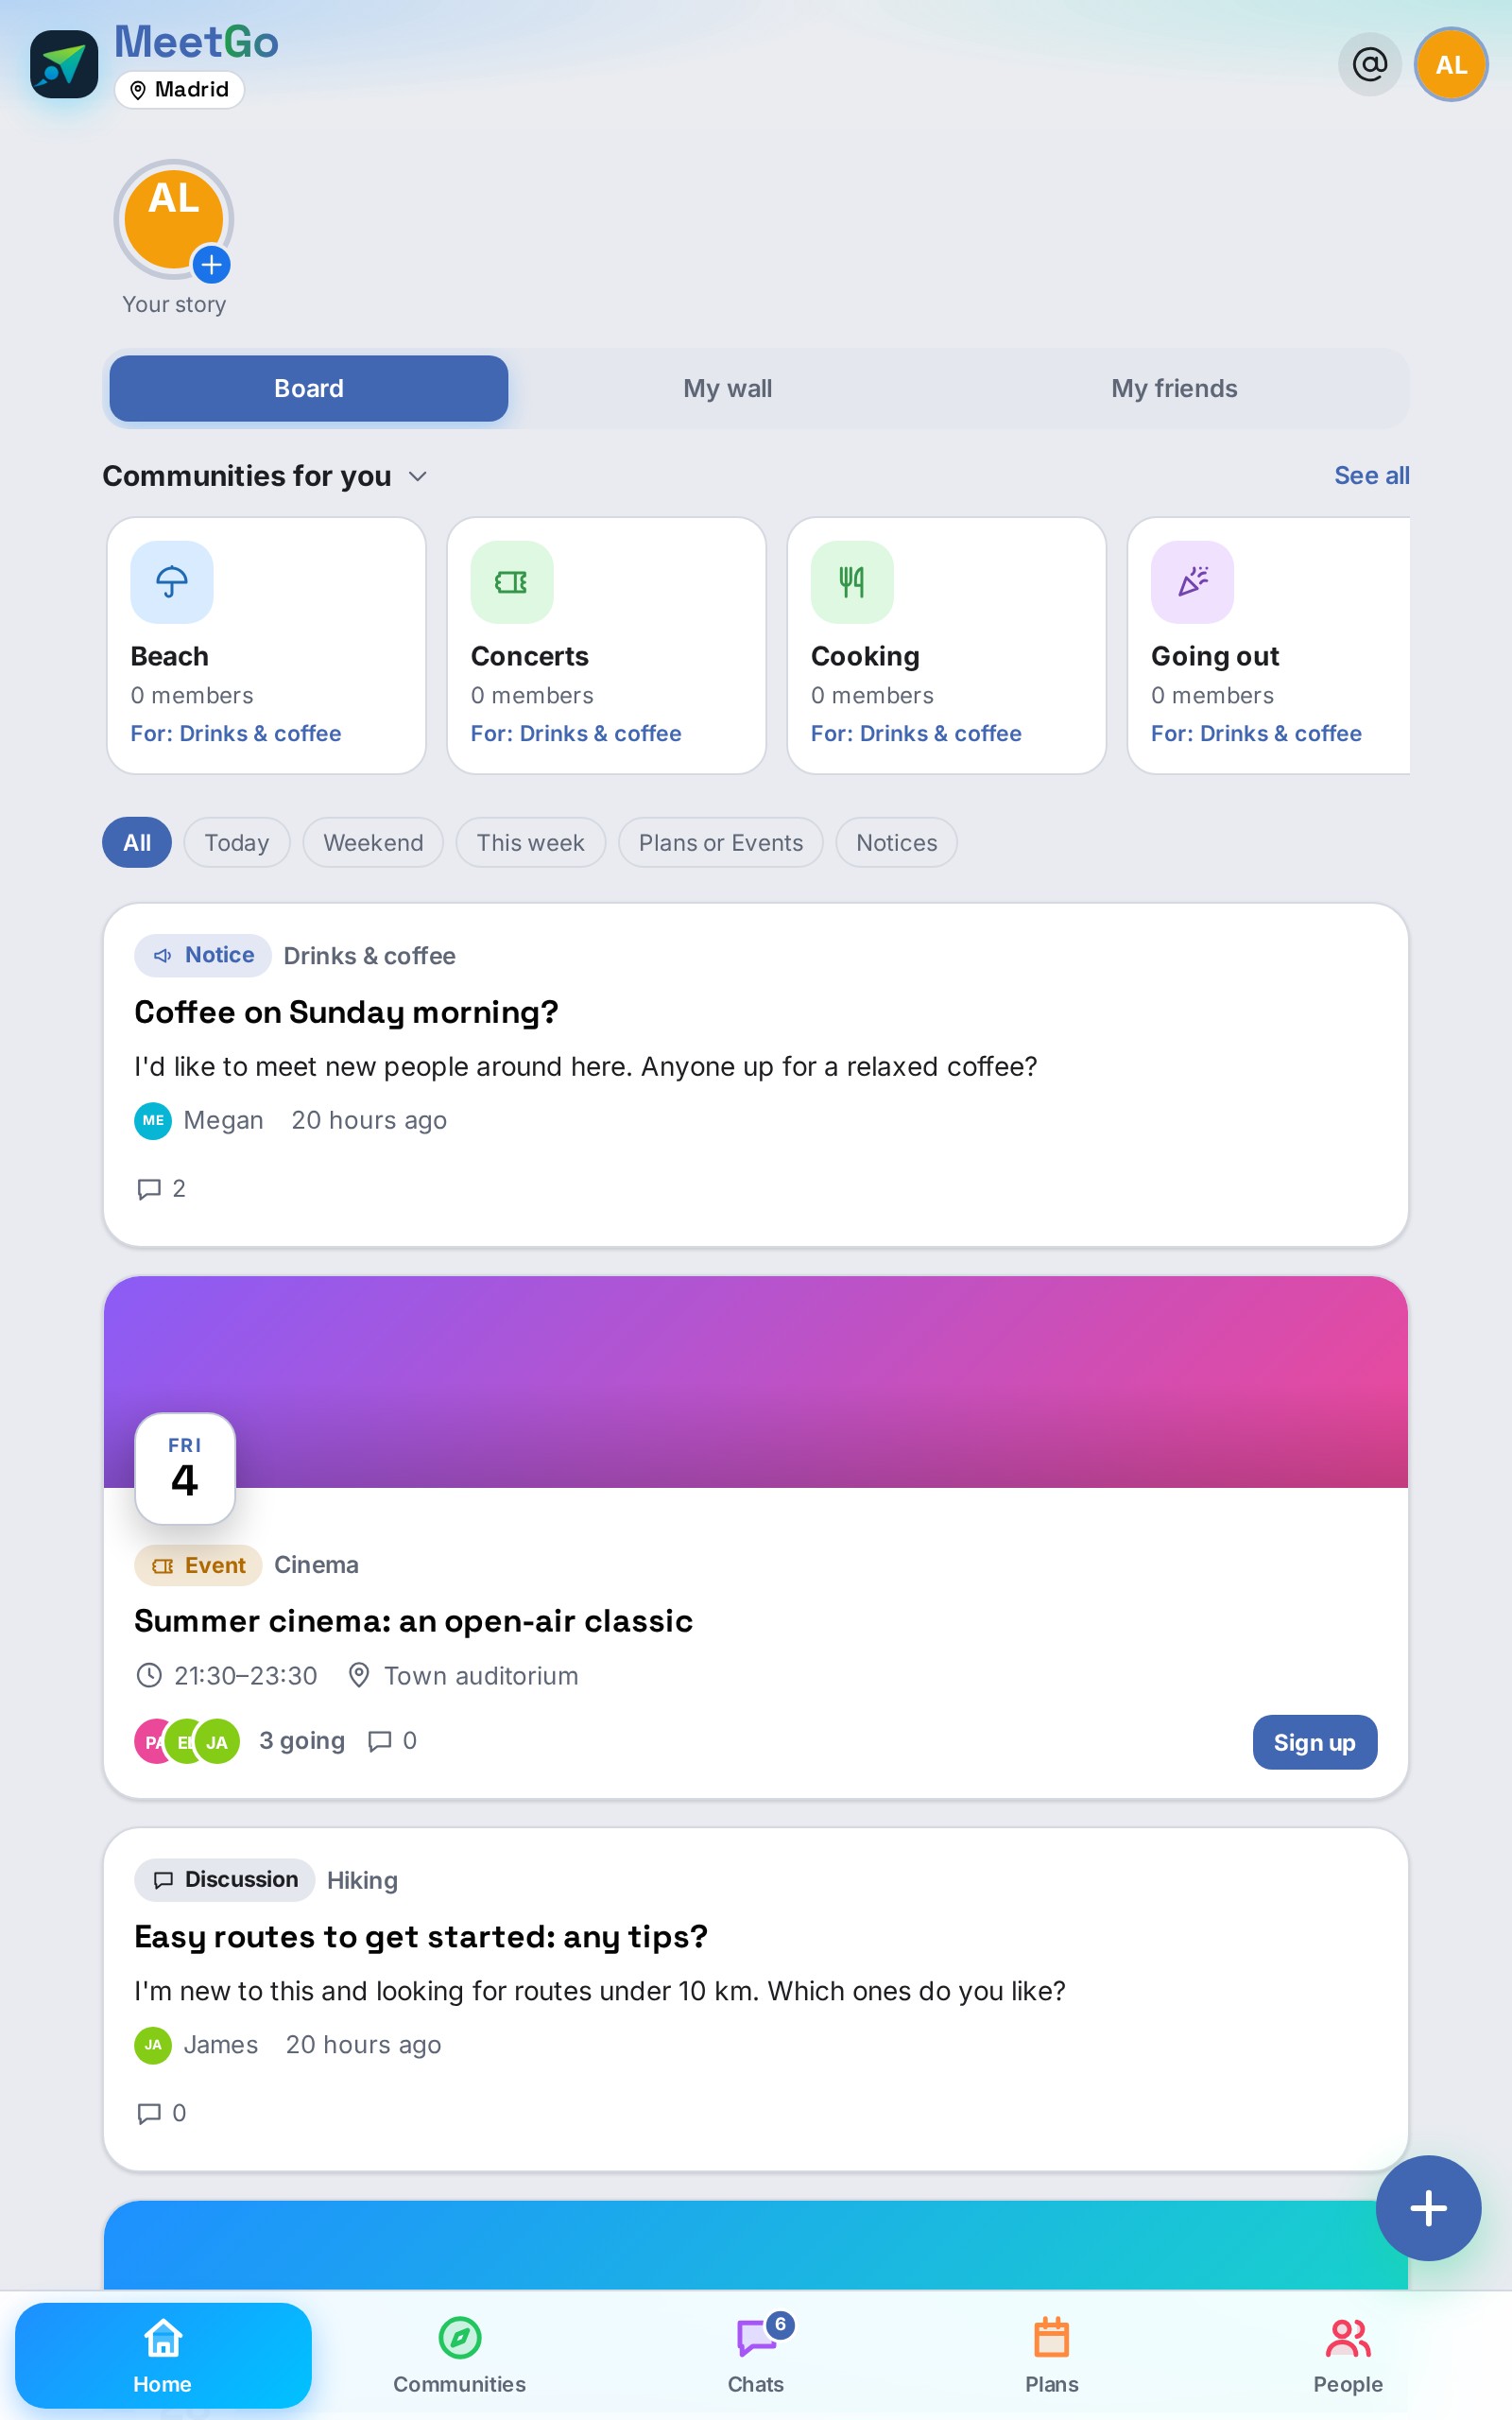 MeetGo
Madrid
@
AL
AL
Your story
Board
My wall
My friends
Communities for you
See all
Beach
0 members
For: Drinks & coffee
Concerts
0 members
For: Drinks & coffee
Cooking
0 members
For: Drinks & coffee
Going out
0 members
For: Drinks & coffee
All
Today
Weekend
This week
Plans or Events
Notices
Notice
Drinks & coffee
Coffee on Sunday morning?
I'd like to meet new people around here. Anyone up for a relaxed coffee?
ME
Megan
20 hours ago
2
FRI
4
Event
Cinema
Summer cinema: an open-air classic
21:30–23:30
Town auditorium
PA
JA
3 going
0
Sign up
Discussion
Hiking
Easy routes to get started: any tips?
I'm new to this and looking for routes under 10 km. Which ones do you like?
JA
James
20 hours ago
0
Home
Communities
6
Chats
Plans
People